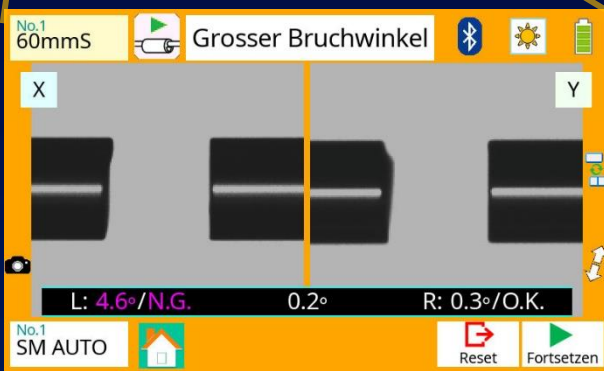 No.1
60mmS
Grosser Bruchwinkel
X
Y
L: 4.6°/N.G.
0.2°
R: 0.3°/O.K.
No.1
SM AUTO
Reset
Fortsetzen